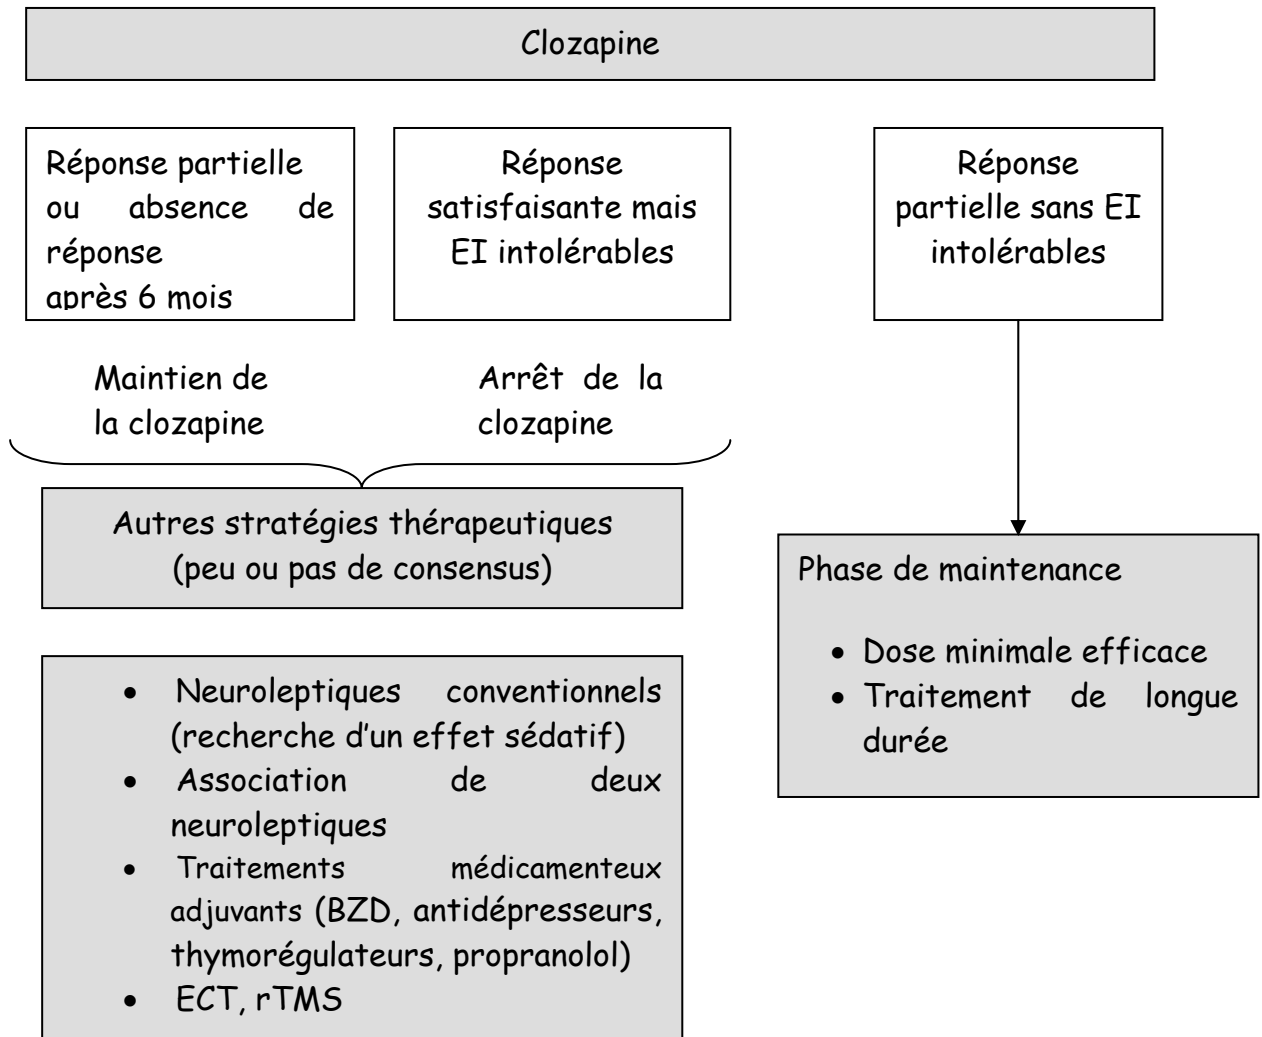 Clozapine
Réponse partielle
ou absence de
réponse
après 6 mois
Réponse
satisfaisante mais
EI intolérables
Réponse
partielle sans EI
intolérables
Maintien de
la clozapine
Arrêt de la
clozapine
Autres stratégies thérapeutiques
(peu ou pas de consensus)
Phase de maintenance
• Dose minimale efficace
• Traitement de longue
durée
• Neuroleptiques conventionnels
(recherche d'un effet sédatif)
• Association de deux
neuroleptiques
• Traitements médicamenteux
adjuvants (BZD, antidépresseurs,
thymorégulateurs, propranolol)
• ECT, rTMS